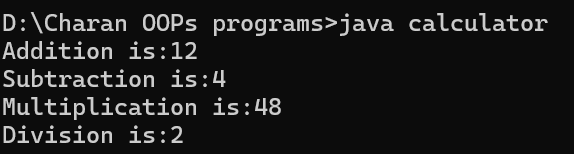 D:\Charan OOPs programs>java calculator
Addition is:12
Subtraction is:4
Multiplication is:48
Division is:2